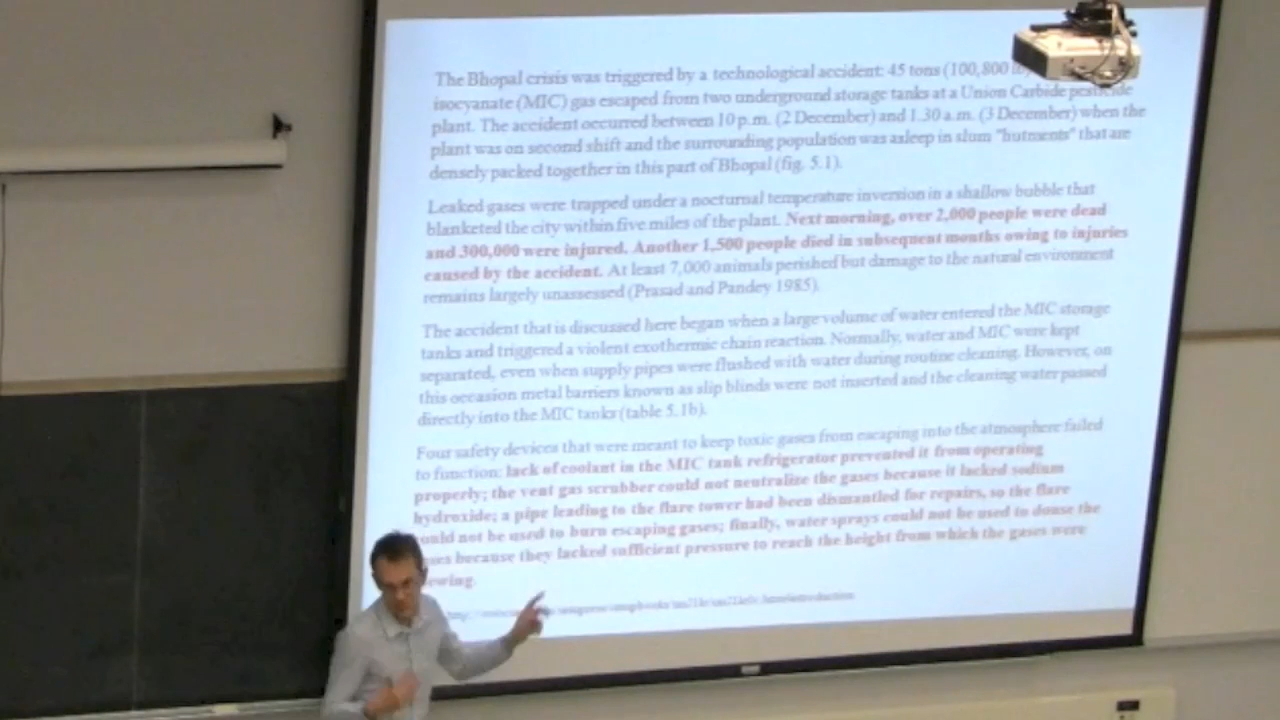 The Bhopal crisis was triggered by a technological accident: 45 tons (100,800
isocyanate (MIC) gas escaped from two underground storage tanks at a Union Carbide pesticide
plant. The accident occurred between 10 p.m. (2 December) and 1.30 a.m. (3 December) when the
plant was on second shift and the surrounding population was asleep in slum "hutments" that are
densely packed together in this part of Bhopal (fig. 5.1).
Leaked gases were trapped under a nocturnal temperature inversion in a shallow bubble that
blanketed the city within five miles of the plant. Next morning, over 2,000 people were dead
and 300,000 were injured. Another 1,500 people died in subsequent months owing to injuries
caused by the accident. At least 7,000 animals perished but damage to the natural environment
remains largely unassessed (Prasad and Pandey 1985).
The accident that is discussed here began when a large volume of water entered the MIC storage
tanks and triggered a violent exothermic chain reaction. Normally, water and MIC were kept
separated, even when supply pipes were flushed with water during routine cleaning. However, on
this occasion metal barriers known as slip blinds were not inserted and the cleaning water passed
directly into the MIC tanks (table 5.1b).
Four safety devices that were meant to keep toxic gases from escaping into the atmosphere failed
to function: lack of coolant in the MIC tank refrigerator prevented it from operating
properly; the vent gas scrubber could not neutralize the gases because it lacked sodium
hydroxide; a pipe leading to the flare tower had been dismantled for repairs, so the flare
ould not be used to burn escaping gases; finally, water sprays could not be used to douse the
because they lacked sufficient pressure to reach the height from which the gases were
ewing.